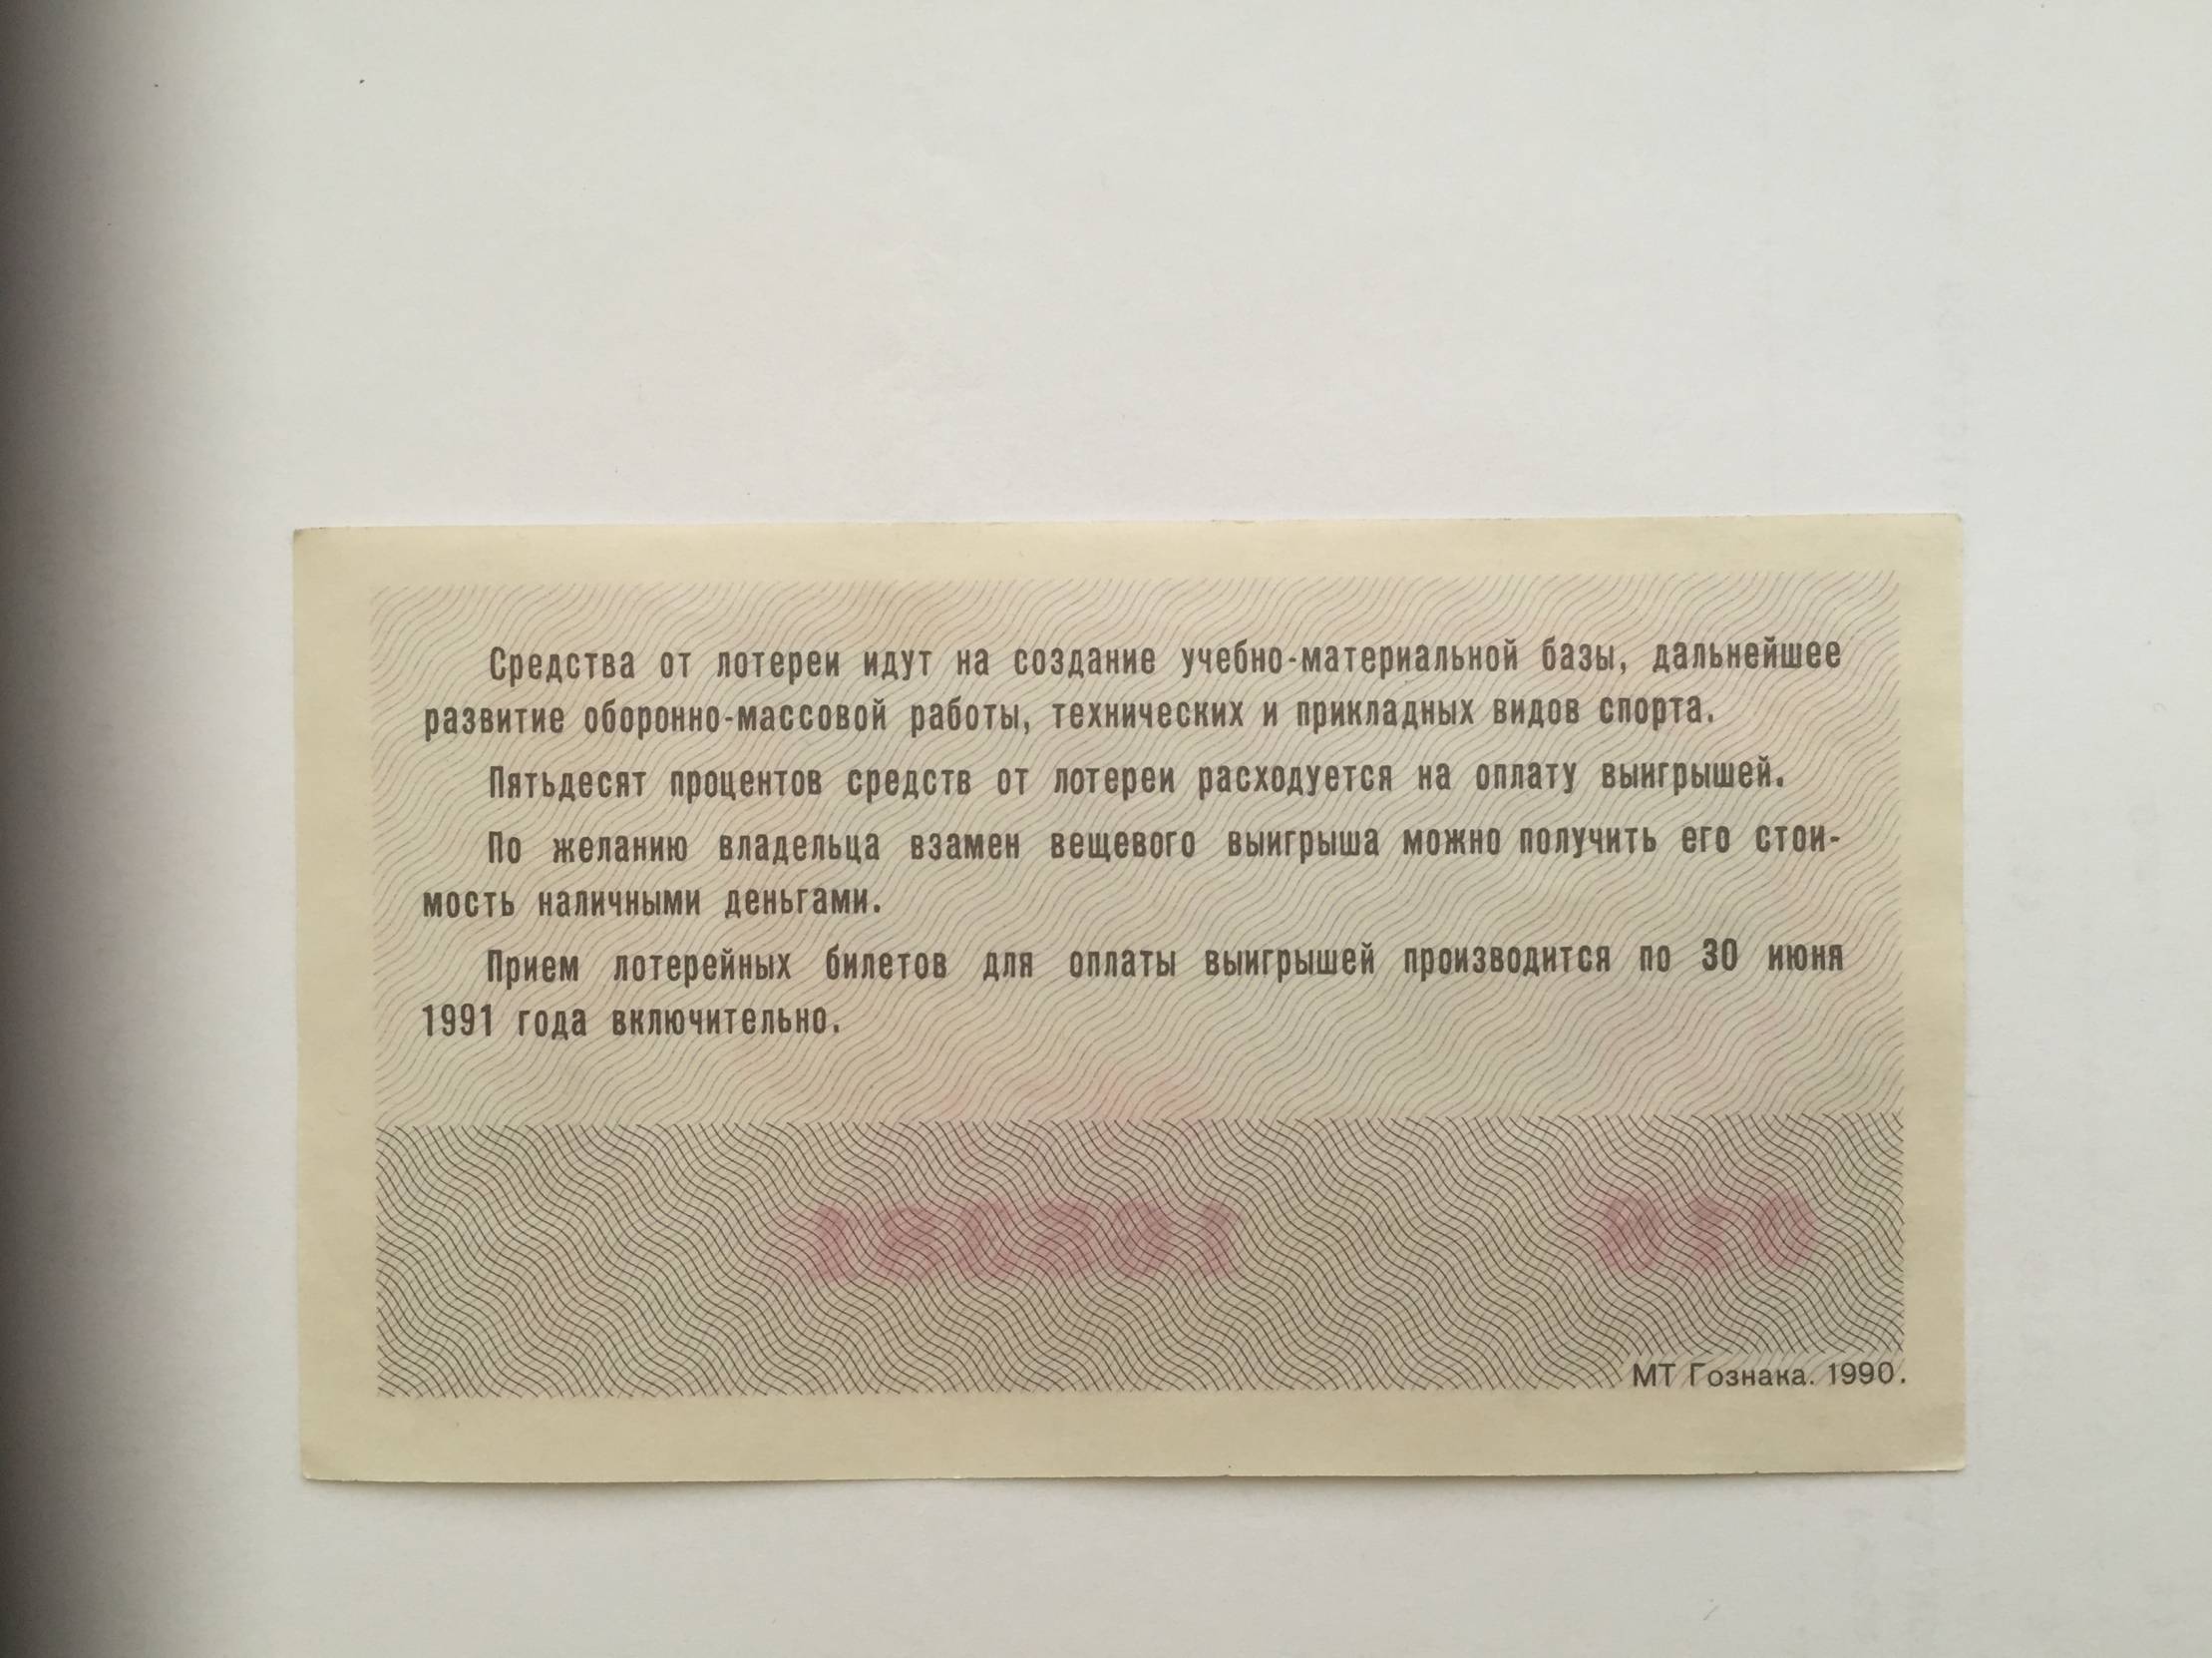 Средства от лотереи идут на создание учебно-материальной базы, дальнейшее
развитие оборонно-массовой работы, технических и прикладных видов спорта.
Пятьдесят процентов средств от лотереи расходуется на оплату выигрышей.
По желанию владельца взамен вещевого выигрыша можно получить его стои-
мость наличными деньгами.
Прием лотерейных билетов для оплаты выигрышей производится по 30 июня
1991 года включительно.
МТ Гознака. 1990.